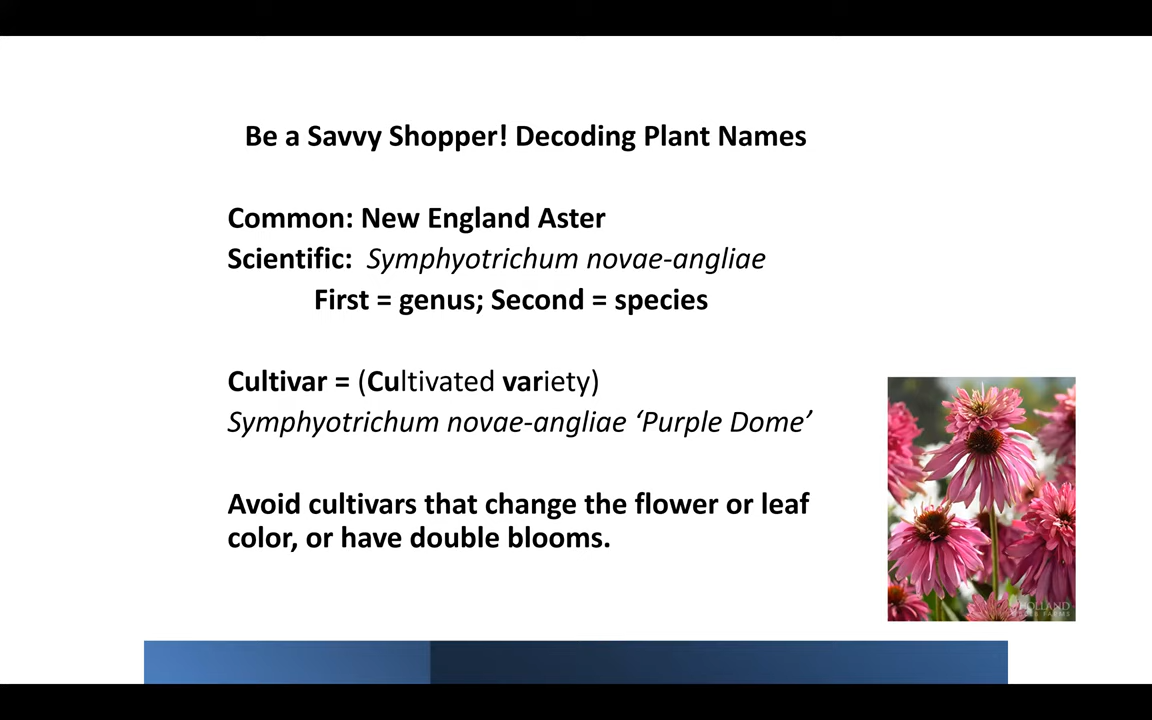 Be a Savvy Shopper! Decoding Plant Names
Common: New England Aster
Scientific: Symphyotrichum novae-angliae
First = genus; Second = species
Cultivar = (Cultivated variety)
Symphyotrichum novae-angliae ‘Purple Dome’
Avoid cultivars that change the flower or leaf
color, or have double blooms.
HOLLAND
FARMS